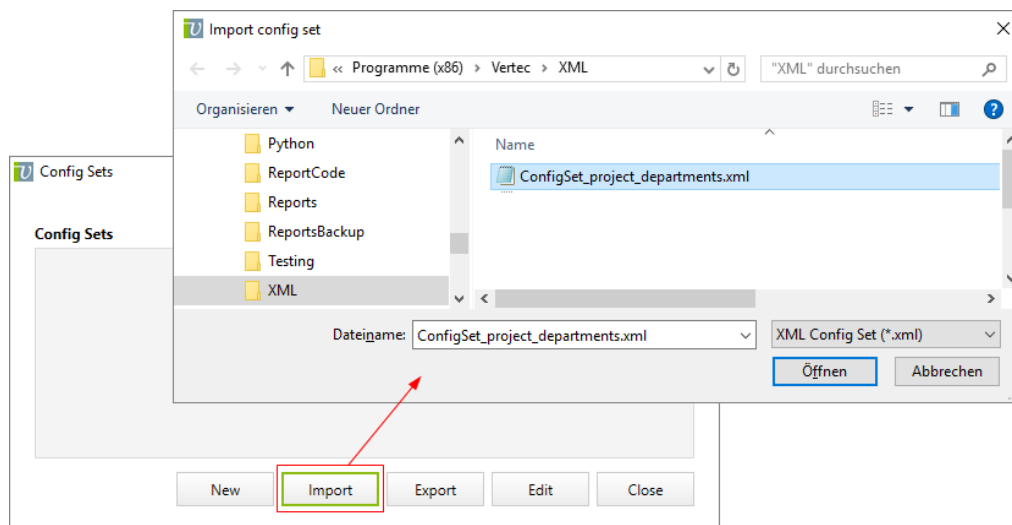 Import config set
« Programme (x86) > Vertec > XML
"XML" durchsuchen
Organisieren Neuer Ordner
Name
Python
ReportCode
Reports
ReportsBackup
Testing
XML
ConfigSet_project_departments.xml
Dateiname: ConfigSet_project_departments.xml XML Config Set (*.xml)
Öffnen Abbrechen
Config Sets
Config Sets
New Import Export Edit Close